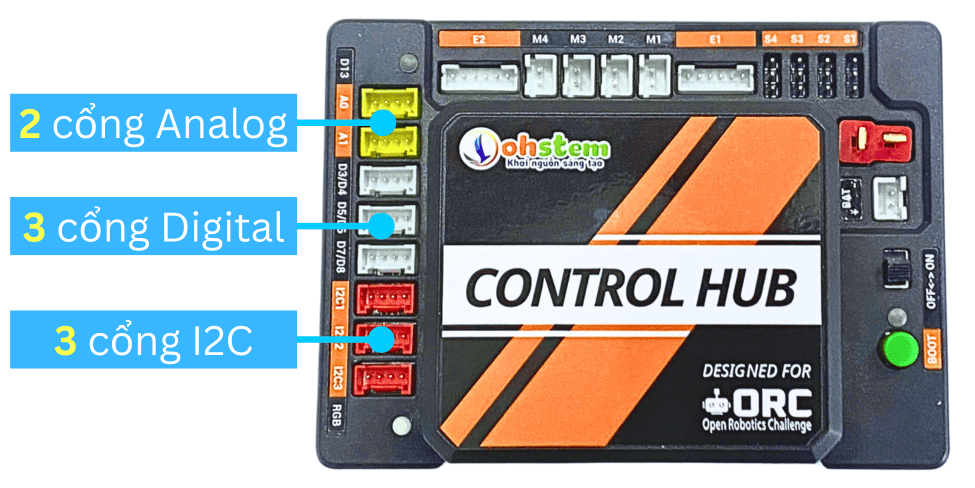 E2
M4
M3
M2
M1
E1
S4
S3
S2
S1
D13
A0
A1
D3/D4
D7/D8
I2C1
I2C3
RGB
2 cổng Analog
3 cổng Digital
3 cổng I2C
ohstem
Khơi nguồn sáng tạo
CONTROL HUB
DESIGNED FOR
ORC
Open Robotics Challenge
BAT
+
OFF<->ON
BOOT